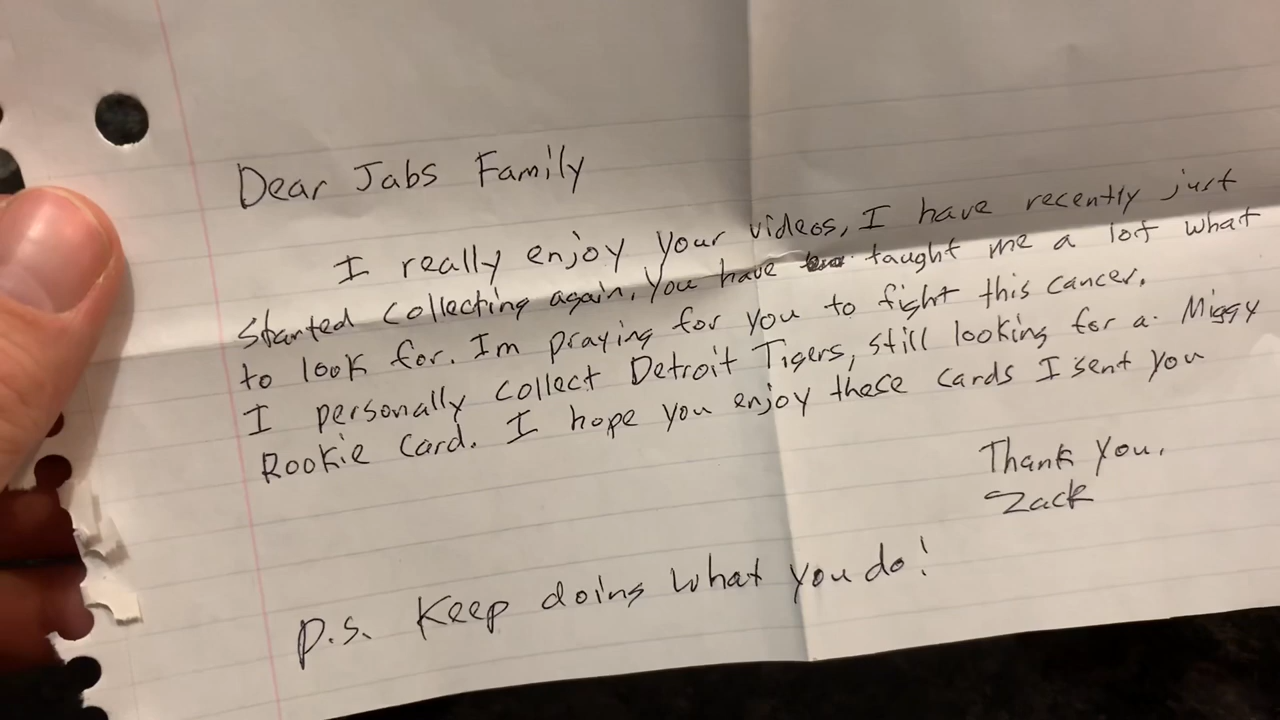 Dear Jabs Family
I really enjoy your videos, I have recently just
Started collecting again. You have taught me a lot what
to look for. Im praying for you to fight this cancer.
I personally collect Detroit Tigers, still looking for a Miggy
Rookie Card. I hope you enjoy these cards I sent you
Thank you,
Zack
P.S. Keep doing what you do!